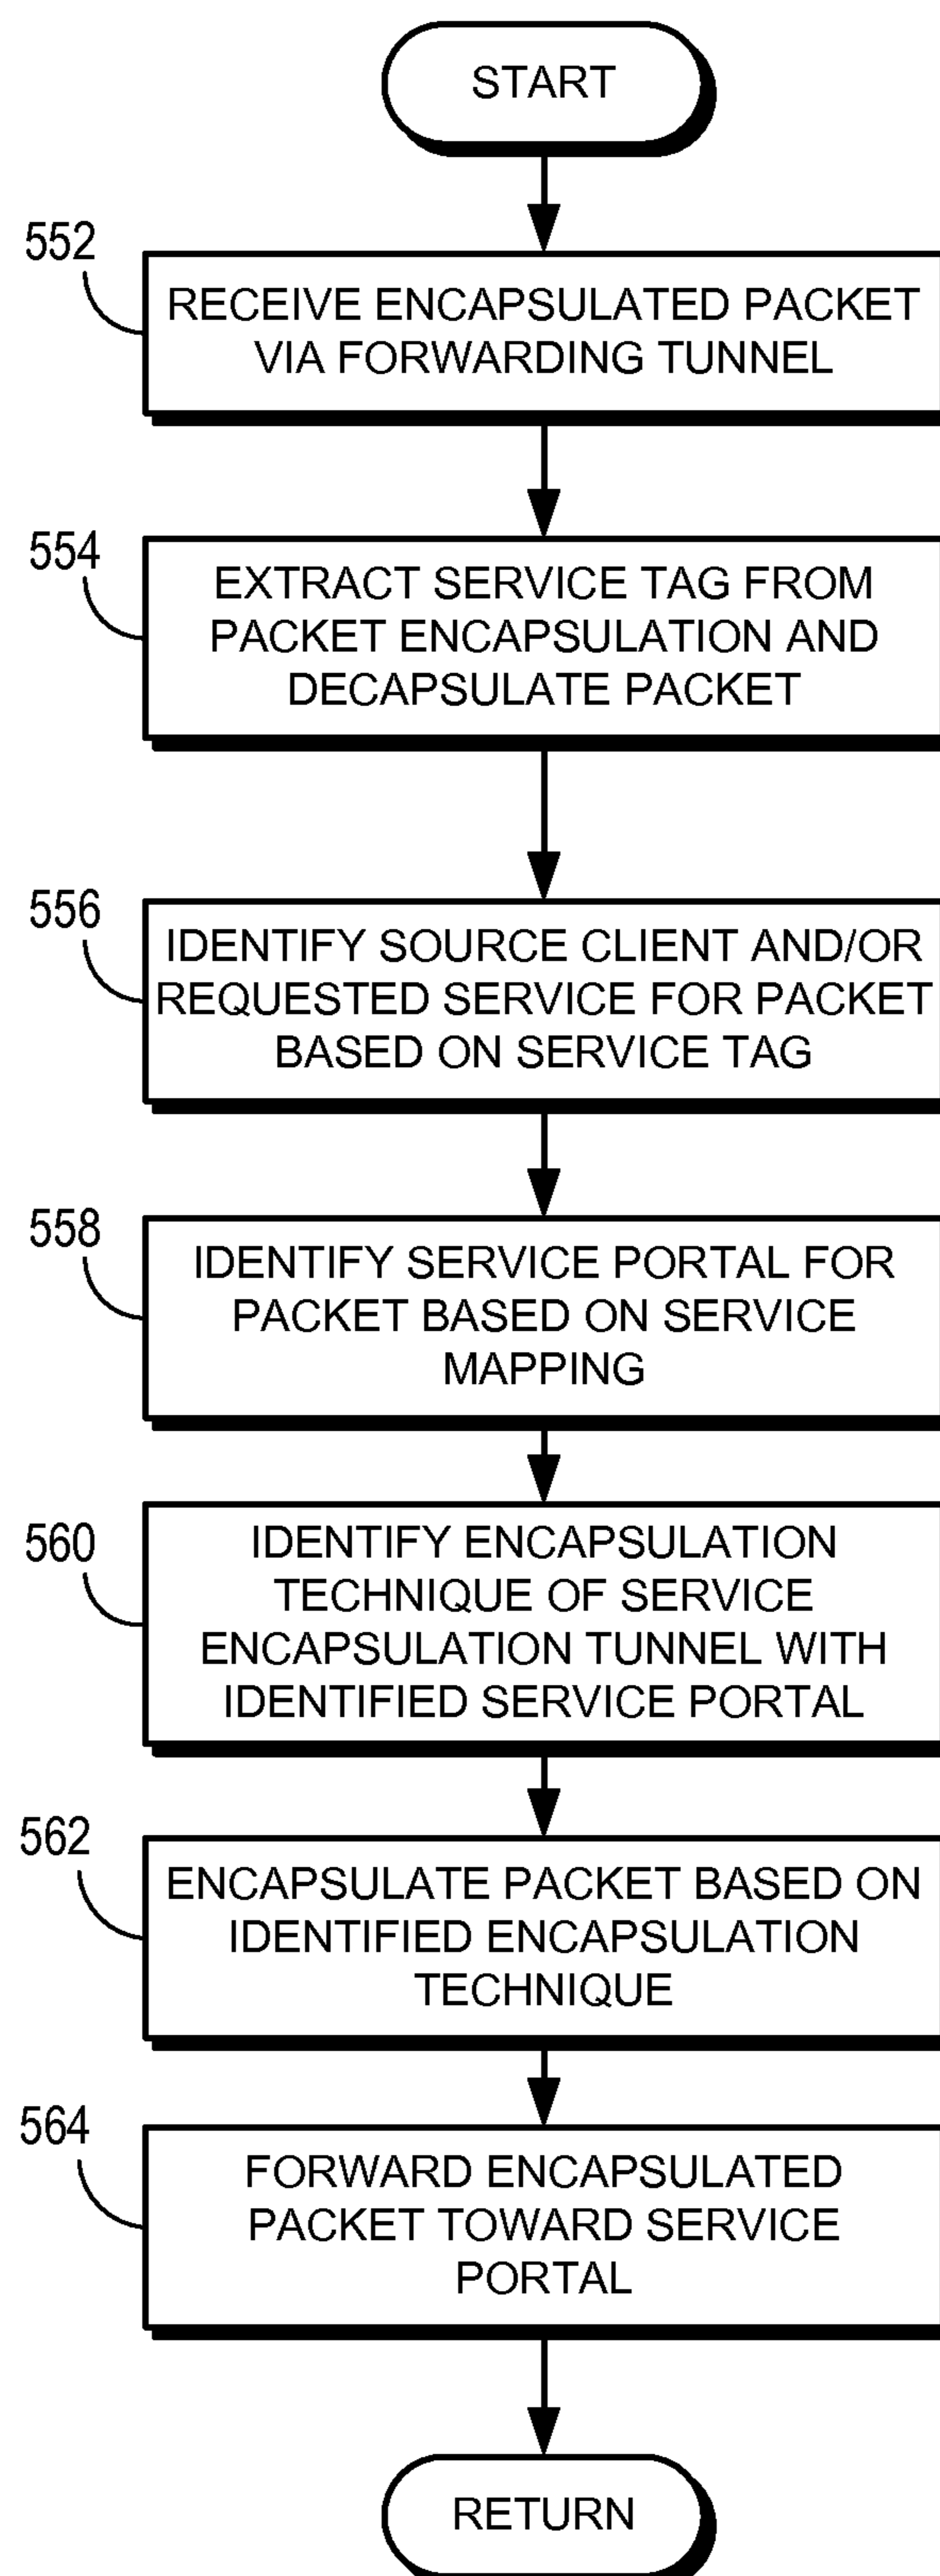 START
552
RECEIVE ENCAPSULATED PACKET
VIA FORWARDING TUNNEL
554
EXTRACT SERVICE TAG FROM
PACKET ENCAPSULATION AND
DECAPSULATE PACKET
556
IDENTIFY SOURCE CLIENT AND/OR
REQUESTED SERVICE FOR PACKET
BASED ON SERVICE TAG
558
IDENTIFY SERVICE PORTAL FOR
PACKET BASED ON SERVICE
MAPPING
560
IDENTIFY ENCAPSULATION
TECHNIQUE OF SERVICE
ENCAPSULATION TUNNEL WITH
IDENTIFIED SERVICE PORTAL
562
ENCAPSULATE PACKET BASED ON
IDENTIFIED ENCAPSULATION
TECHNIQUE
564
FORWARD ENCAPSULATED
PACKET TOWARD SERVICE
PORTAL
RETURN